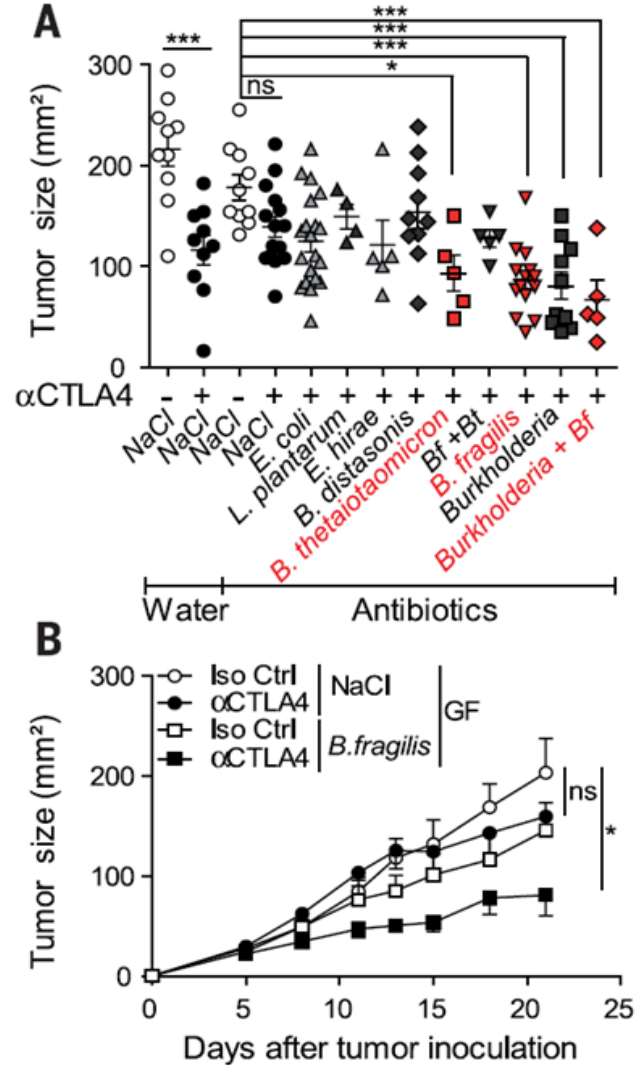 A
***
***
***
***
*
ns
Tumor size (mm²)
300
200
100
0
αCTLA4 - + - + + + + + + + + + +
NaCl
NaCl
NaCl
NaCl
E. coli
L. plantarum
E. hirae
B. distasonis
B. thetaiotaomicron
Bf +Bt
B. fragilis
Burkholderia
Burkholderia + Bf
Water Antibiotics
B
Tumor size (mm²)
300
200
100
0
Iso Ctrl
αCTLA4
NaCl
Iso Ctrl
αCTLA4
B.fragilis
GF
ns
*
0 5 10 15 20 25
Days after tumor inoculation